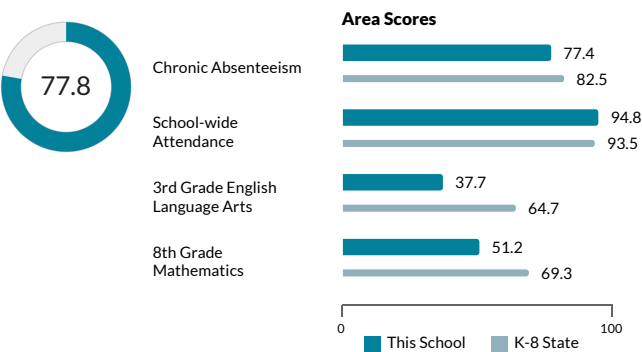 Area Scores
77.8
Chronic Absenteeism
77.4
82.5
School-wide
Attendance
94.8
93.5
3rd Grade English
Language Arts
37.7
64.7
8th Grade
Mathematics
51.2
69.3
0
100
This School
K-8 State